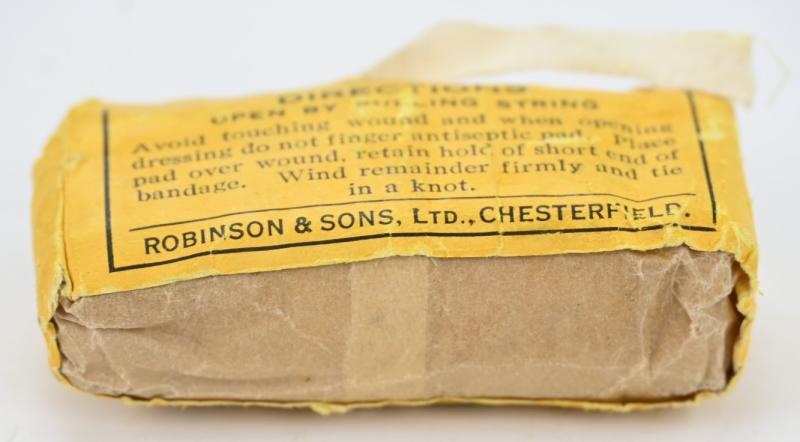 DIRECTIONS
OPEN BY PULLING STRING
Avoid touching wound and when opening
dressing do not finger antiseptic pad. Place
pad over wound, retain hold of short end of
bandage. Wind remainder firmly and tie
in a knot.
ROBINSON & SONS, LTD., CHESTERFIELD.